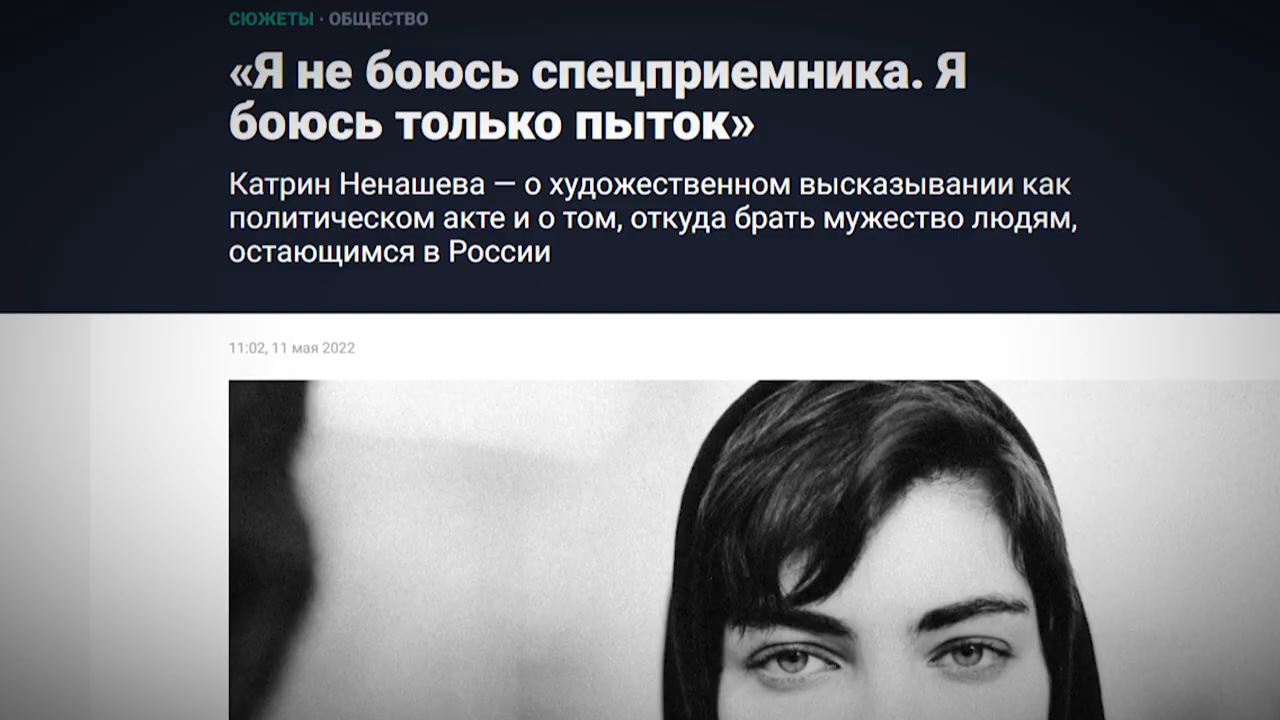 СЮЖЕТЫ · ОБЩЕСТВО
«Я не боюсь спецприемника. Я
боюсь только пыток»
Катрин Ненашева — о художественном высказывании как
политическом акте и о том, откуда брать мужество людям,
остающимся в России
11:02, 11 мая 2022